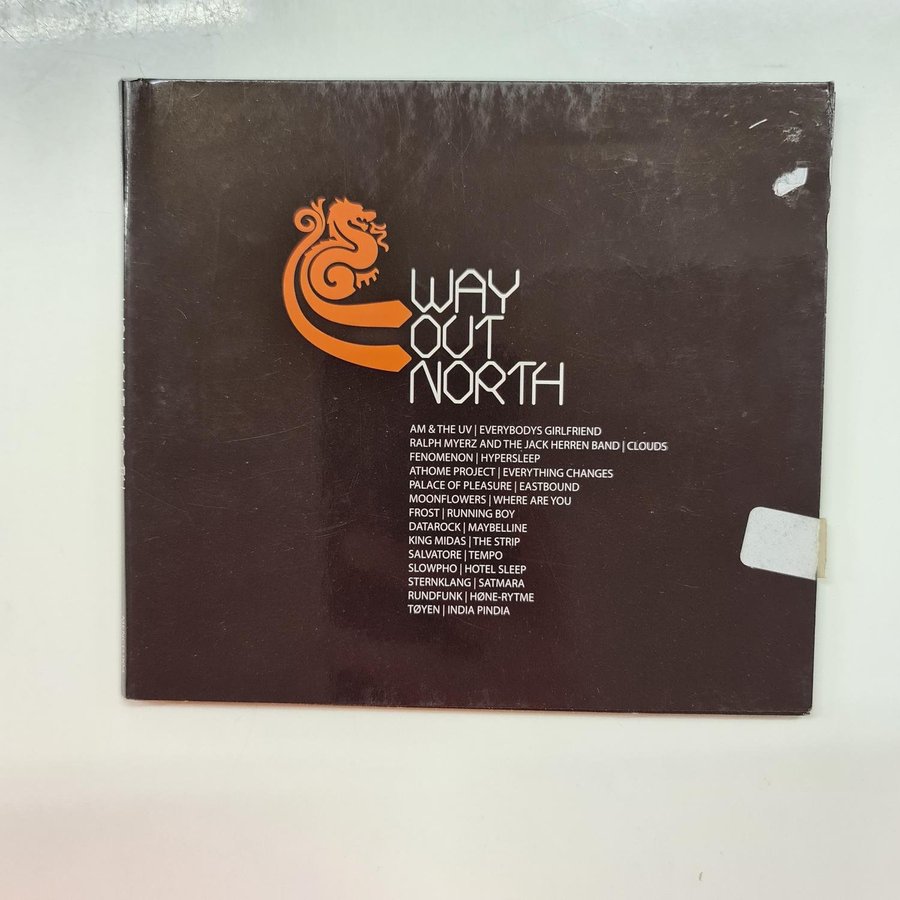 WAY
OUT
NORTH
AM & THE UV | EVERYBODYS GIRLFRIEND
RALPH MYERZ AND THE JACK HERREN BAND | CLOUDS
FENOMENON | HYPERSLEEP
ATHOME PROJECT | EVERYTHING CHANGES
PALACE OF PLEASURE | EASTBOUND
MOONFLOWERS | WHERE ARE YOU
FROST | RUNNING BOY
DATAROCK | MAYBELLINE
KING MIDAS | THE STRIP
SALVATORE | TEMPO
SLOWPHO | HOTEL SLEEP
STERNKLANG | SATMARA
RUNDFUNK | HØNE-RYTME
TØYEN | INDIA PINDIA